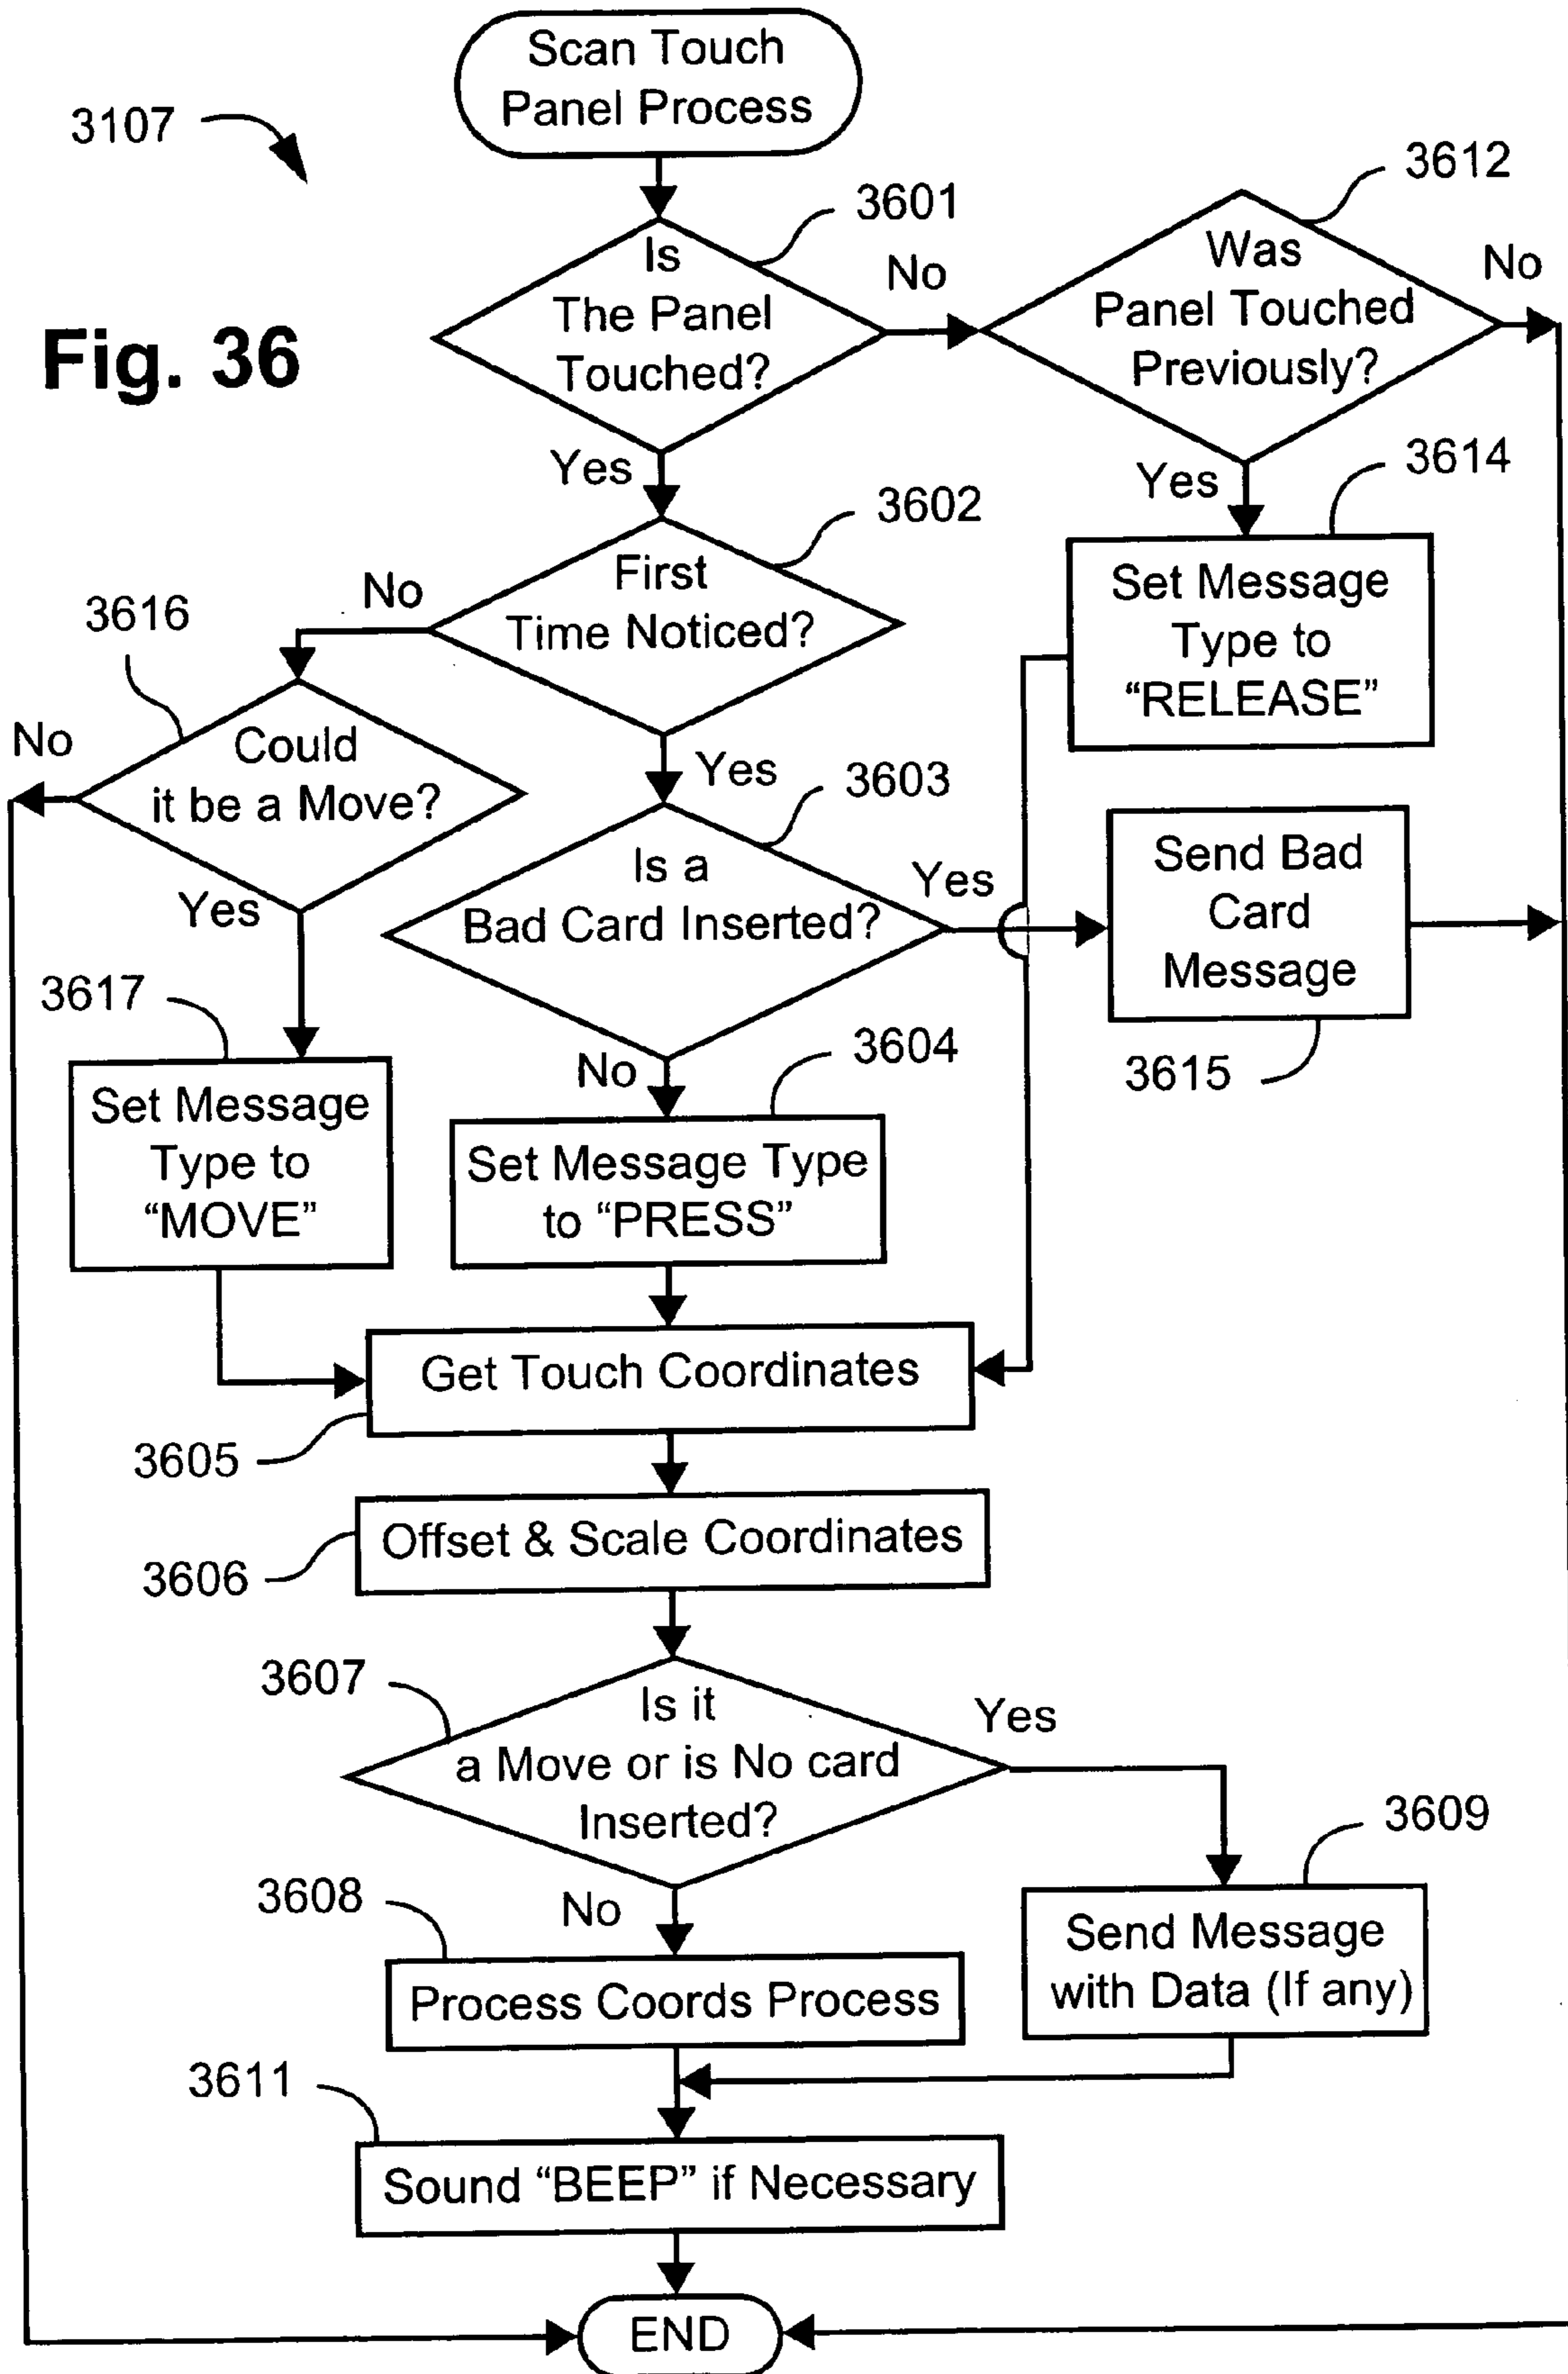 Scan Touch
Panel Process
3107
Fig. 36
3601
Is
The Panel
Touched?
No
3612
Was
Panel Touched
Previously?
No
Yes
3602
First
Time Noticed?
No
Yes
3614
Set Message
Type to
“RELEASE”
3616
Could
it be a Move?
No
Yes
Yes
3603
Is a
Bad Card Inserted?
Yes
Send Bad
Card
Message
3615
3617
Set Message
Type to
“MOVE”
No
3604
Set Message Type
to “PRESS”
Get Touch Coordinates
3605
Offset & Scale Coordinates
3606
3607
Is it
a Move or is No card
Inserted?
Yes
No
3609
Send Message
with Data (If any)
3608
Process Coords Process
3611
Sound “BEEP” if Necessary
END